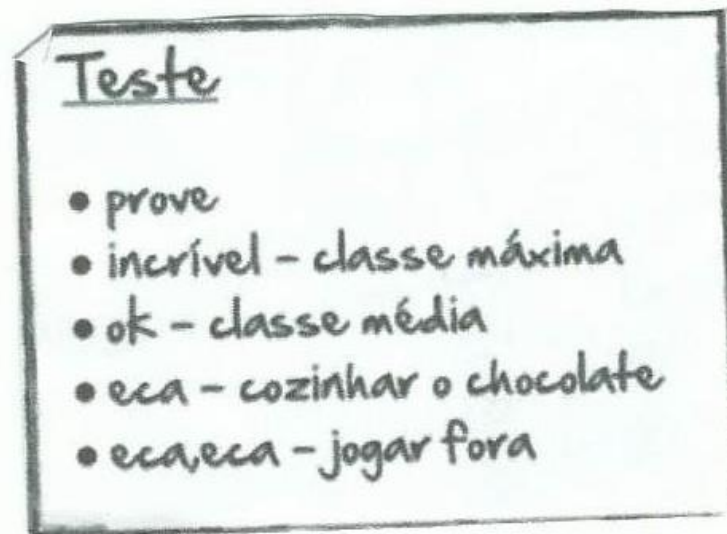 Teste
• prove
• incrível - classe máxima
• ok - classe média
• eca - cozinhar o chocolate
• eca,eca - jogar fora